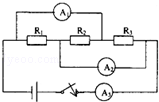 A₁
R₁ R₂ R₃
A₂
A₃